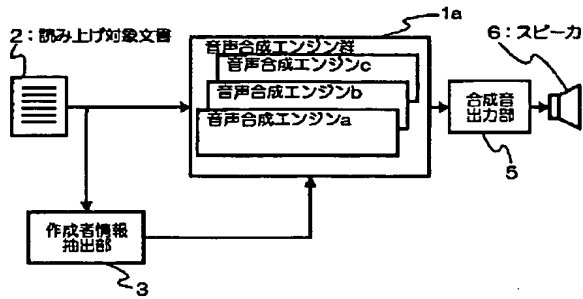 1a
2:読み上げ対象文書
6:スピーカ
音声合成エンジン群
音声合成エンジンc
音声合成エンジンb
音声合成エンジンa
合成音
出力部
5
作成者情報
抽出部
3